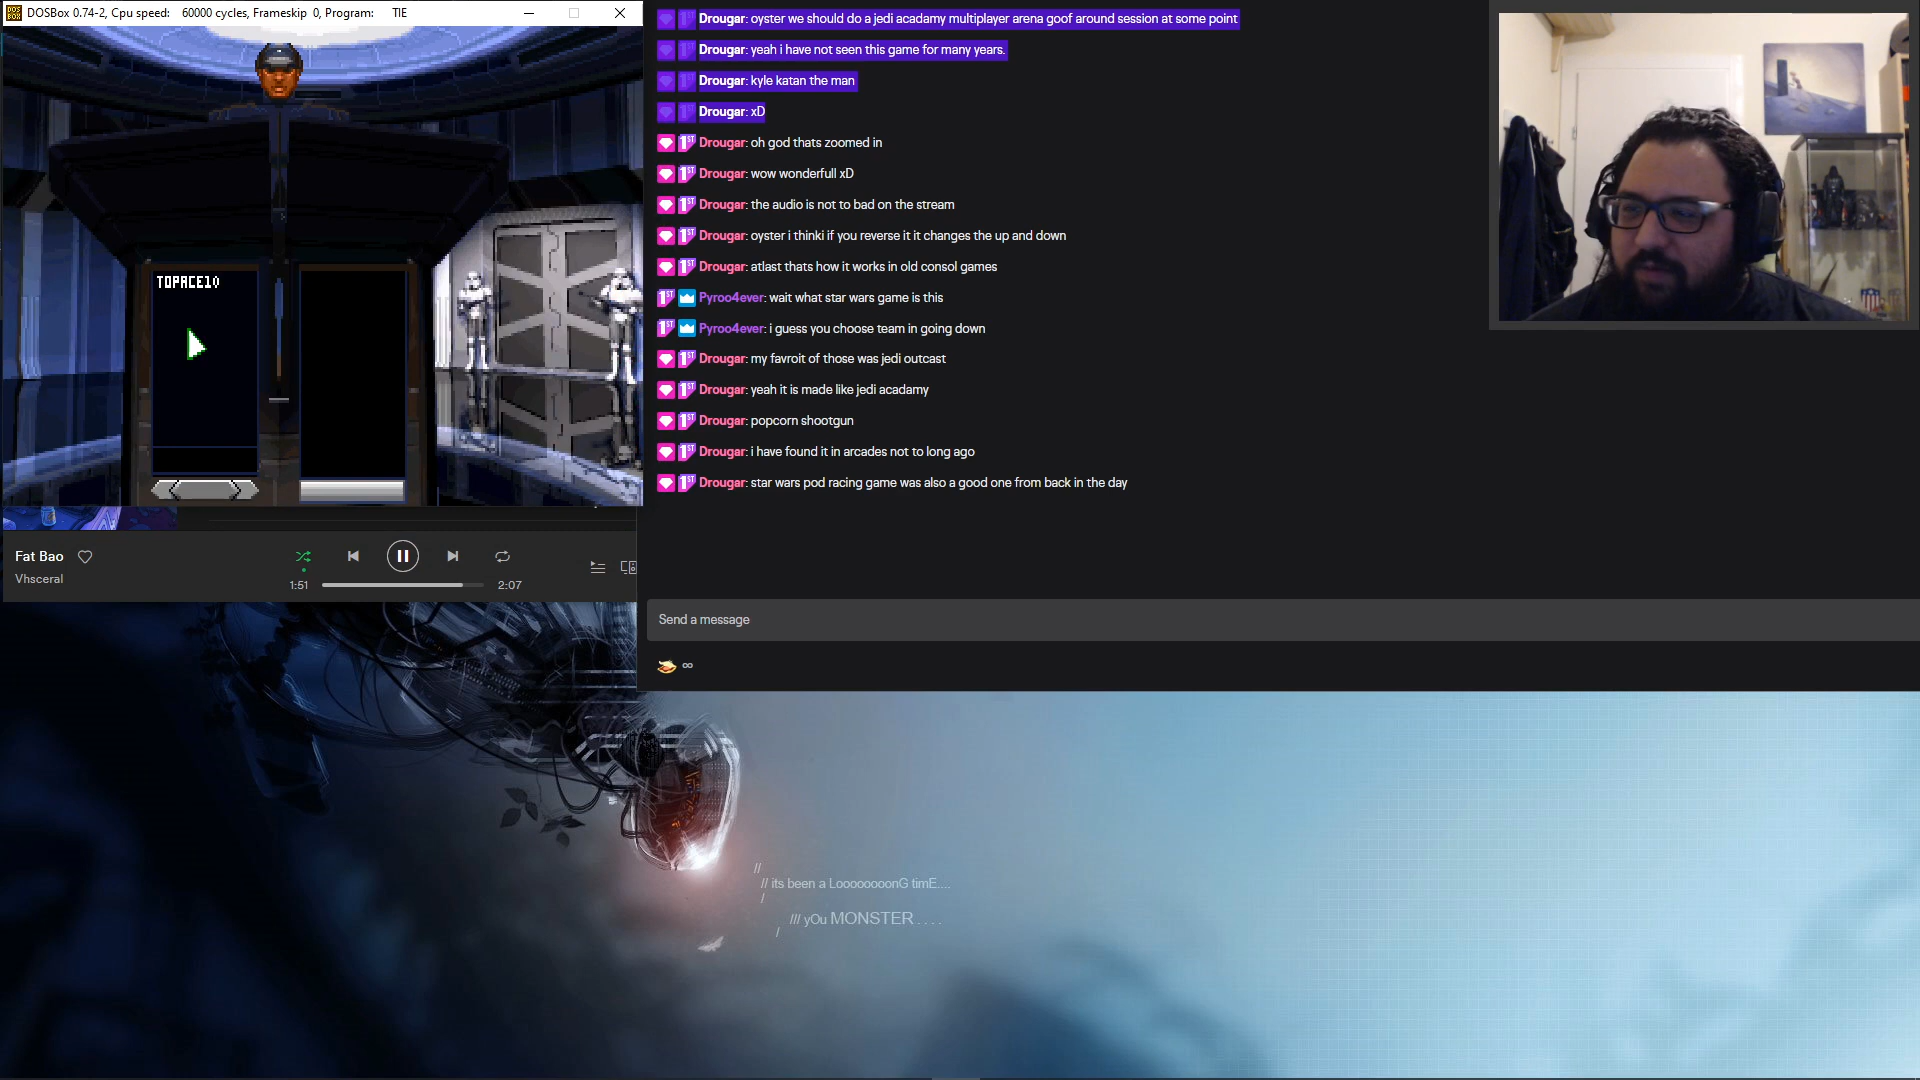 DOSBox 0.74-2, Cpu speed: 60000 cycles, Frameskip 0, Program: TIE
TOPACE10
Fat Bao
Vhsceral
1:51
2:07
Drougar: oyster we should do a jedi acadamy multiplayer arena goof around session at some point
Drougar: yeah i have not seen this game for many years.
Drougar: kyle katan the man
Drougar: xD
Drougar: oh god thats zoomed in
Drougar: wow wonderfull xD
Drougar: the audio is not to bad on the stream
Drougar: oyster i thinki if you reverse it it changes the up and down
Drougar: atlast thats how it works in old consol games
Pyroo4ever: wait what star wars game is this
Pyroo4ever: i guess you choose team in going down
Drougar: my favroit of those was jedi outcast
Drougar: yeah it is made like jedi acadamy
Drougar: popcorn shootgun
Drougar: i have found it in arcades not to long ago
Drougar: star wars pod racing game was also a good one from back in the day
Send a message
∞
//
// its been a LoooooooonG timE....
/
/// yOu MONSTER . . . .
/